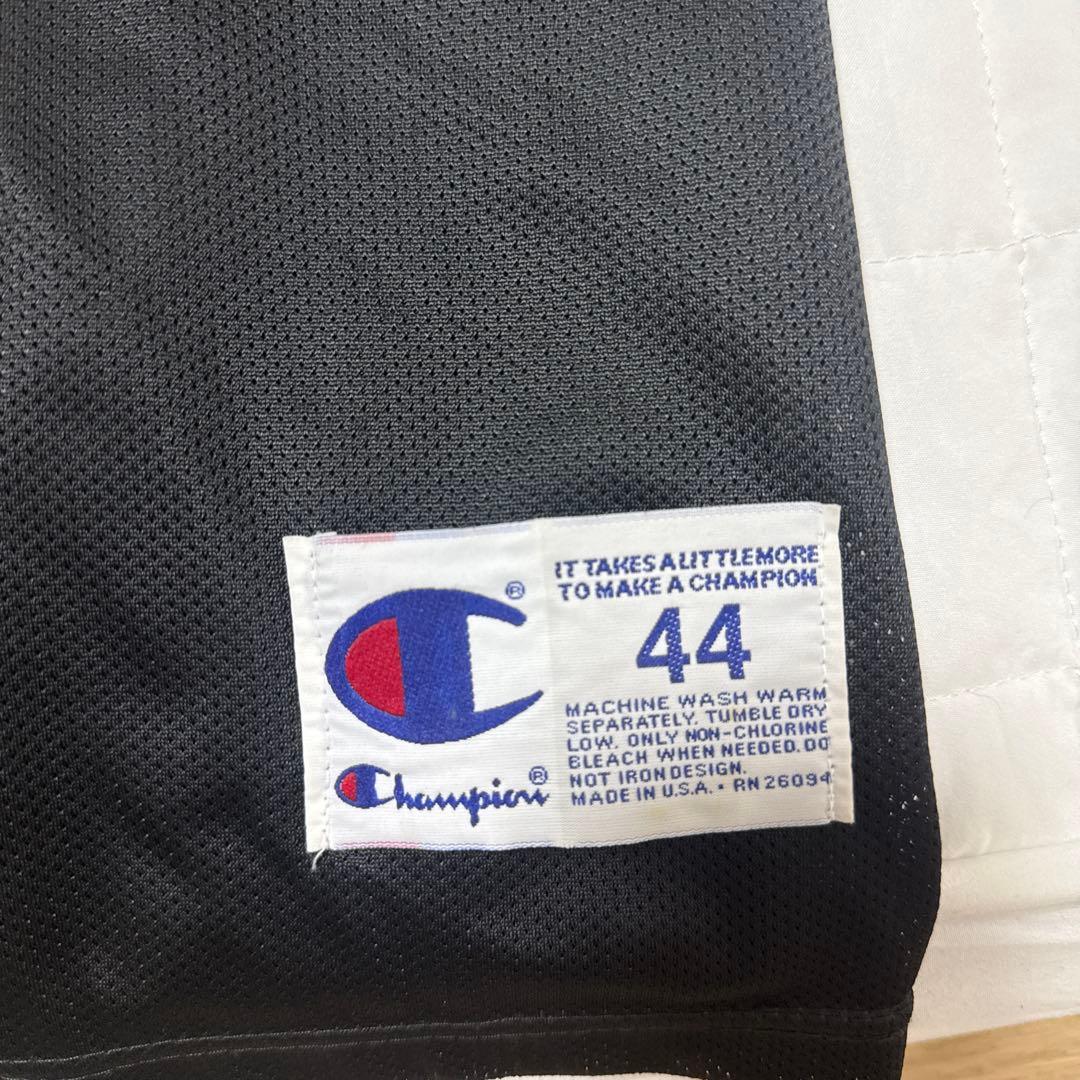 ®
Champion®
IT TAKES A LITTLE MORE
TO MAKE A CHAMPION
44
MACHINE WASH WARM
SEPARATELY. TUMBLE DRY
LOW. ONLY NON-CHLORINE
BLEACH WHEN NEEDED. DO
NOT IRON DESIGN.
MADE IN U.S.A. • RN 26094